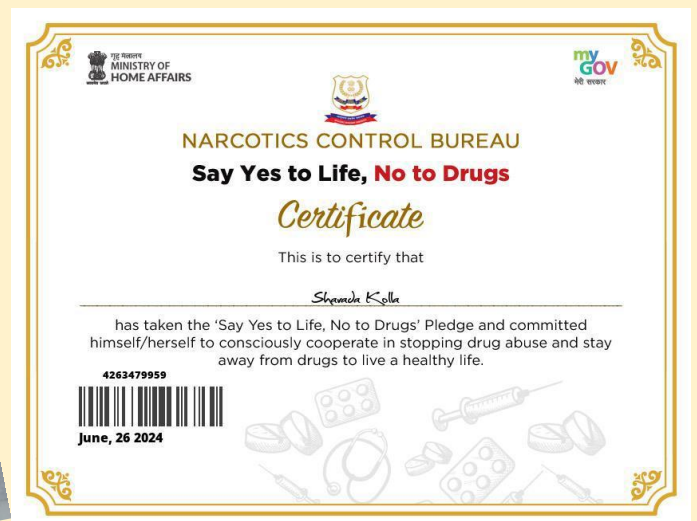 गृह मंत्रालय
MINISTRY OF
HOME AFFAIRS
my
GOV
मेरी सरकार
NARCOTICS CONTROL BUREAU
Say Yes to Life, No to Drugs
Certificate
This is to certify that
Sharada Kolla
has taken the ‘Say Yes to Life, No to Drugs’ Pledge and committed
himself/herself to consciously cooperate in stopping drug abuse and stay
away from drugs to live a healthy life.
4263479959
June, 26 2024